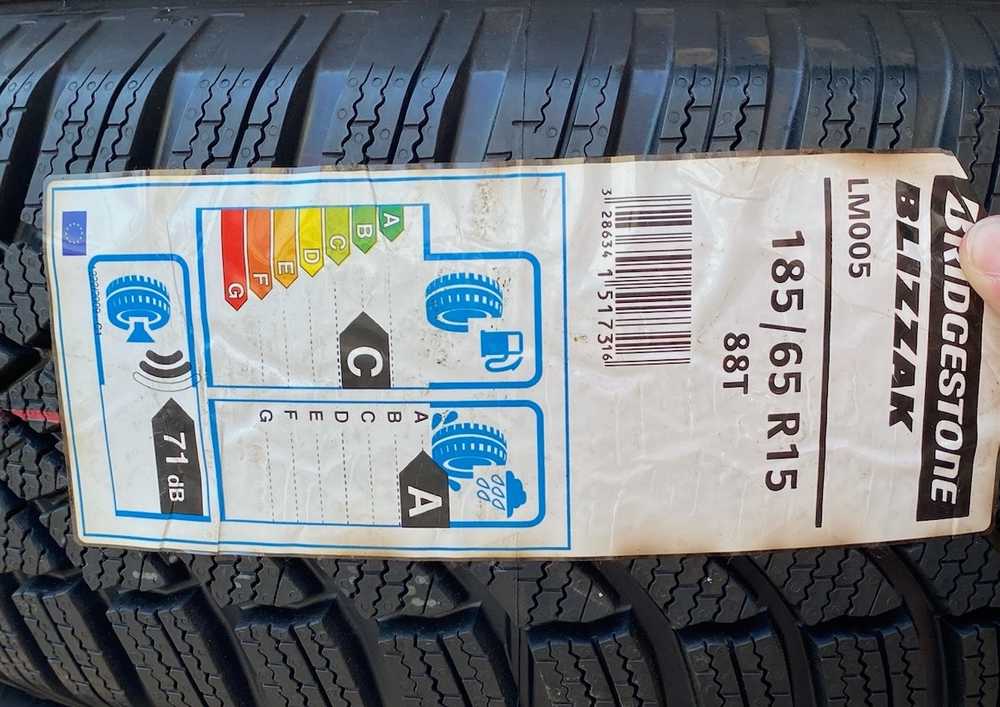 BRIDGESTONE
BLIZZAK
LM005
185/65 R15
88T
3 286341 517316
A
B
C
D
E
F
G
C
A
B
C
D
E
F
G
A
71 dB